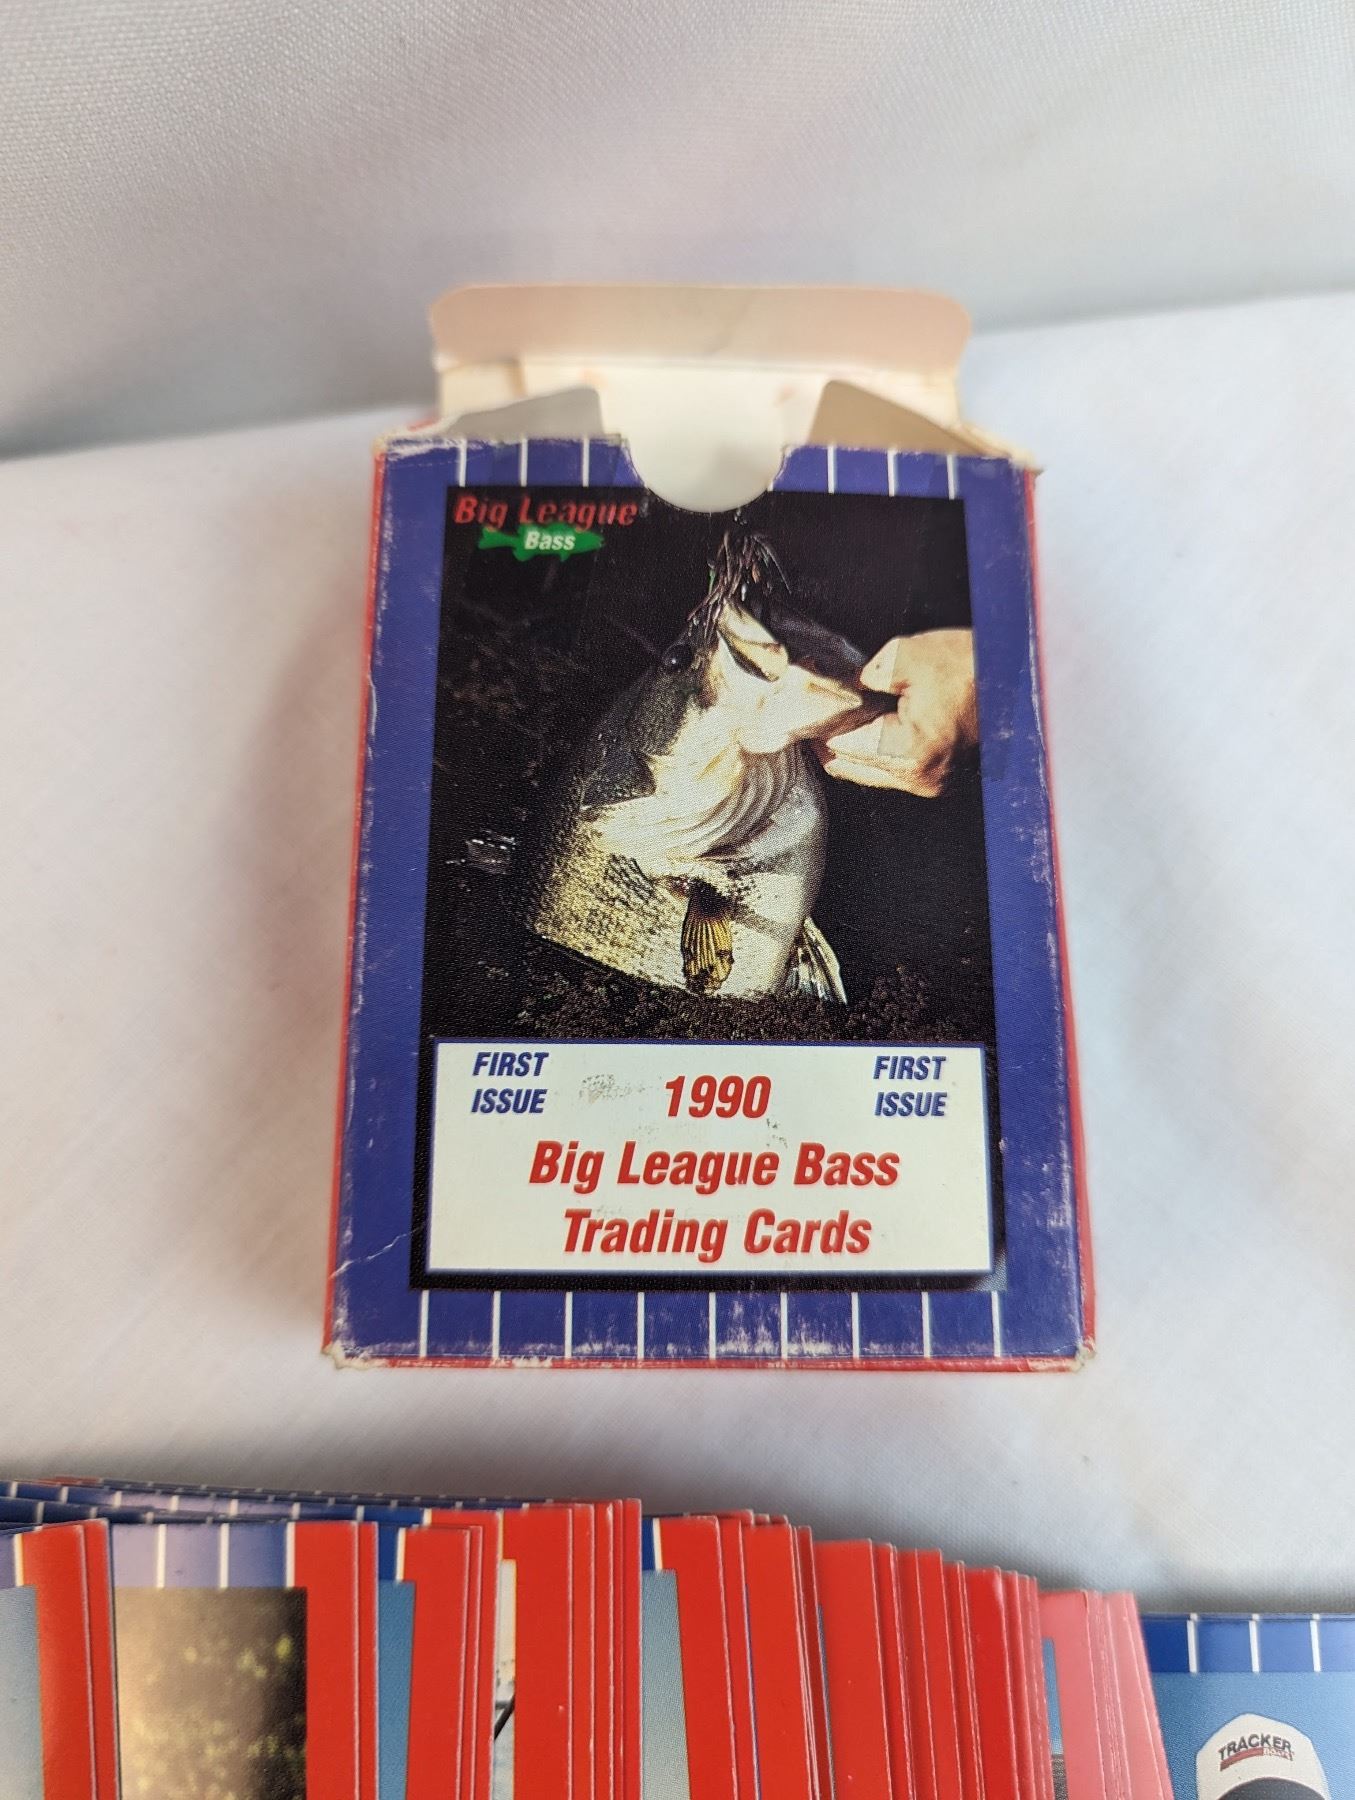 Big League
Bass
FIRST
ISSUE
1990
FIRST
ISSUE
Big League Bass
Trading Cards
TRACKER